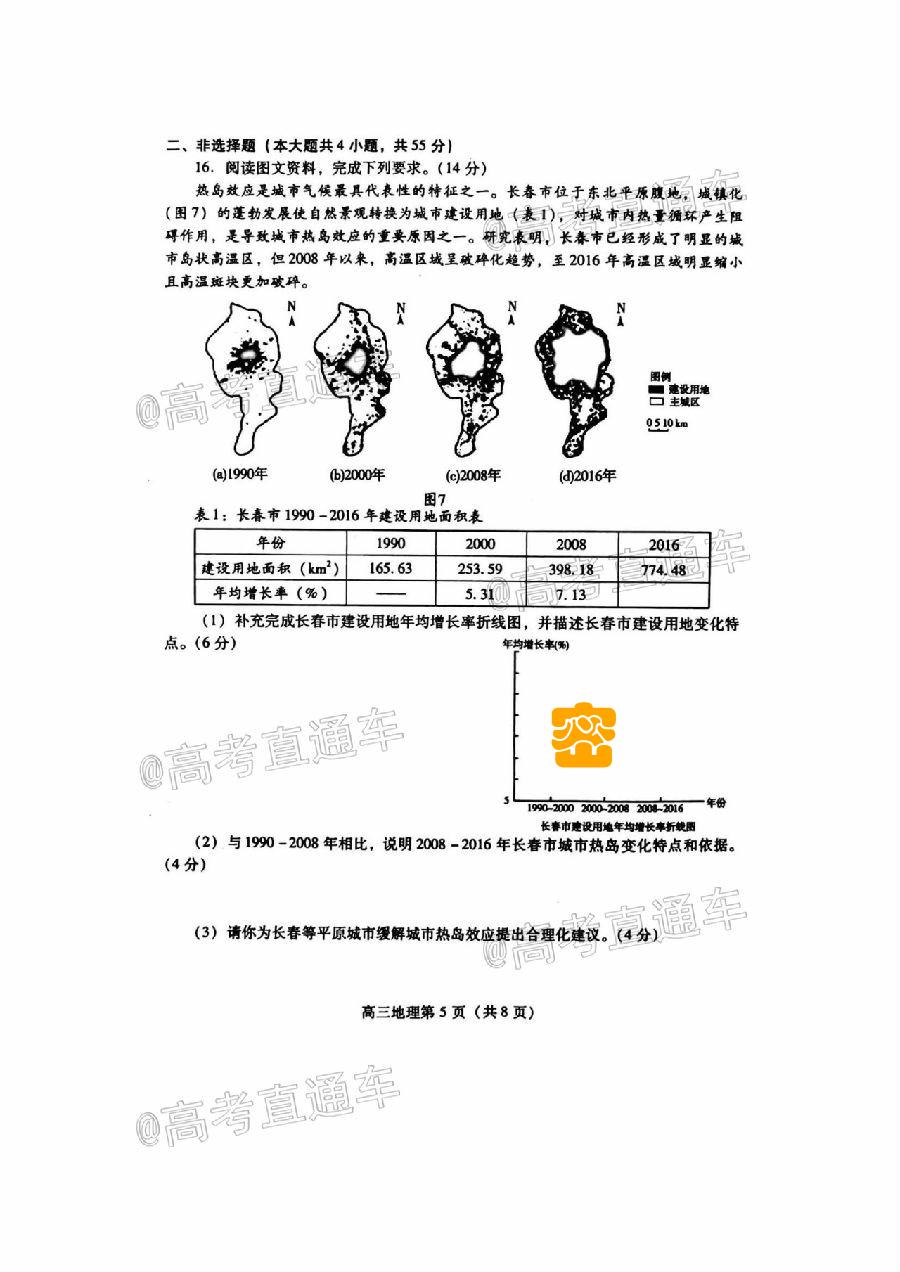 二、非选择题（本大题共4小题，共55分）
16．阅读图文资料，完成下列要求。（14分）
热岛效应是城市气候最具代表性的特征之一。长春市位于东北平原腹地，城镇化
（图7）的蓬勃发展使自然景观转换为城市建设用地（表1），对城市内热量循环产生阻
碍作用，是导致城市热岛效应的重要原因之一。研究表明，长春市已经形成了明显的城
市岛状高温区，但2008年以来，高温区域呈破碎化趋势，至2016年高温区域明显缩小
且高温斑块更加破碎。
N N N N
图例
建设用地
主城区
0 5 10 km
(a)1990年 (b)2000年 (c)2008年 (d)2016年
图7
表1：长春市1990－2016年建设用地面积表
年份 1990 2000 2008 2016
建设用地面积（km²） 165.63 253.59 398.18 774.48
年均增长率（%） —— 5.31 7.13
（1）补充完成长春市建设用地年均增长率折线图，并描述长春市建设用地变化特
点。（6分）
年均增长率(%)
5
1990-2000 2000-2008 2008-2016 年份
长春市建设用地年均增长率折线图
（2）与1990－2008年相比，说明2008－2016年长春市城市热岛变化特点和依据。
（4分）
（3）请你为长春等平原城市缓解城市热岛效应提出合理化建议。（4分）
高三地理第5页（共8页）
@高考直通车
@高考直通车
@高考直通车
@高考直通车
@高考直通车
@高考直通车